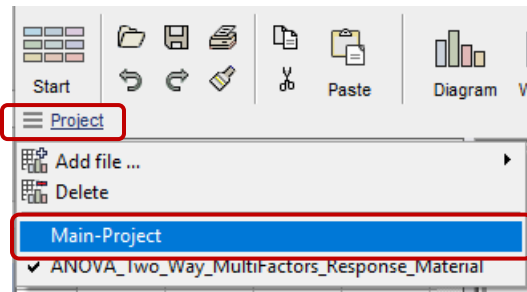 Start Paste Diagram
Project
Add file ...
Delete
Main-Project
ANOVA_Two_Way_MultiFactors_Response_Material